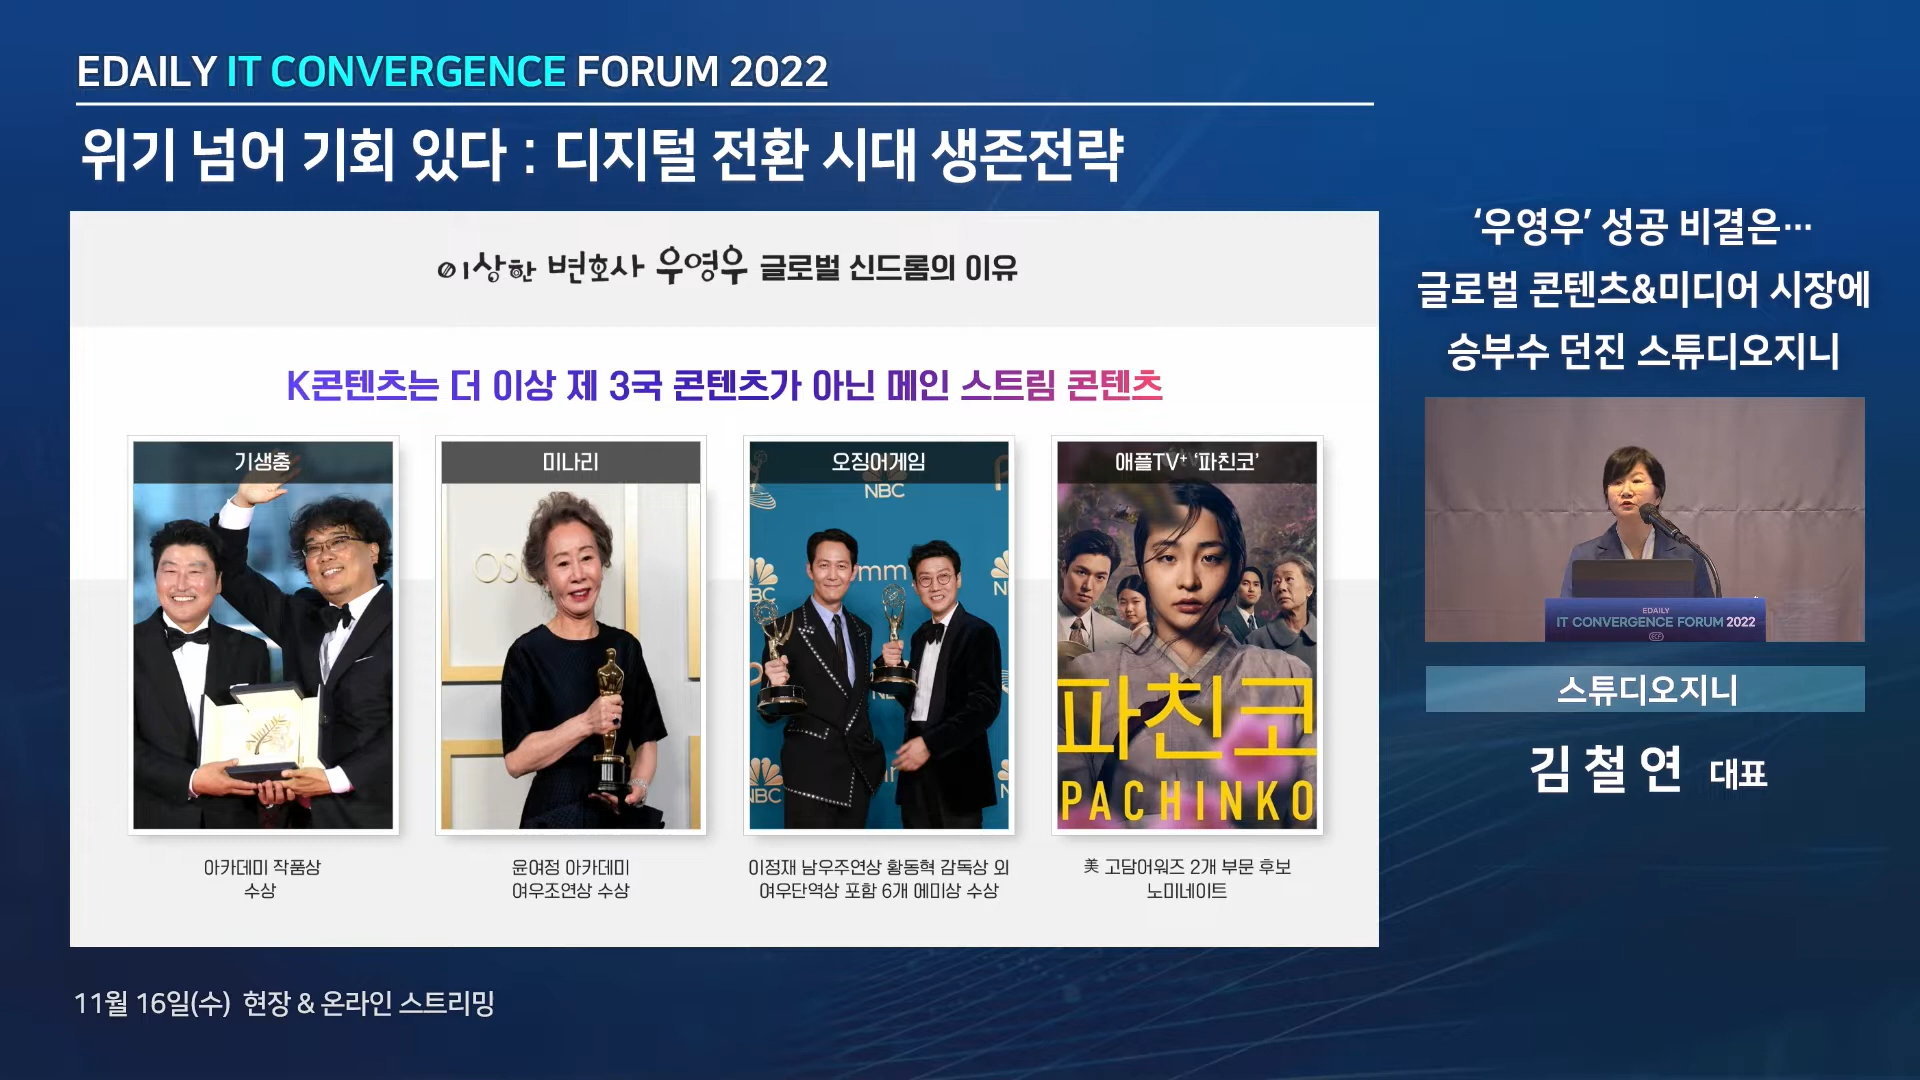 EDAILY IT CONVERGENCE FORUM 2022
위기 넘어 기회 있다 : 디지털 전환 시대 생존전략
이상한 변호사 우영우 글로벌 신드롬의 이유
K콘텐츠는 더 이상 제 3국 콘텐츠가 아닌 메인 스트림 콘텐츠
기생충
미나리
오징어게임
애플TV+ ‘파친코’
NBC
OSC
mm
NBC
파친코
PACHINKO
아카데미 작품상
수상
윤여정 아카데미
여우조연상 수상
이정재 남우주연상 황동혁 감독상 외
여우단역상 포함 6개 에미상 수상
美 고담어워즈 2개 부문 후보
노미네이트
‘우영우’ 성공 비결은…
글로벌 콘텐츠&미디어 시장에
승부수 던진 스튜디오지니
EDAILY
IT CONVERGENCE FORUM 2022
ECF
스튜디오지니
김철연 대표
11월 16일(수) 현장 & 온라인 스트리밍